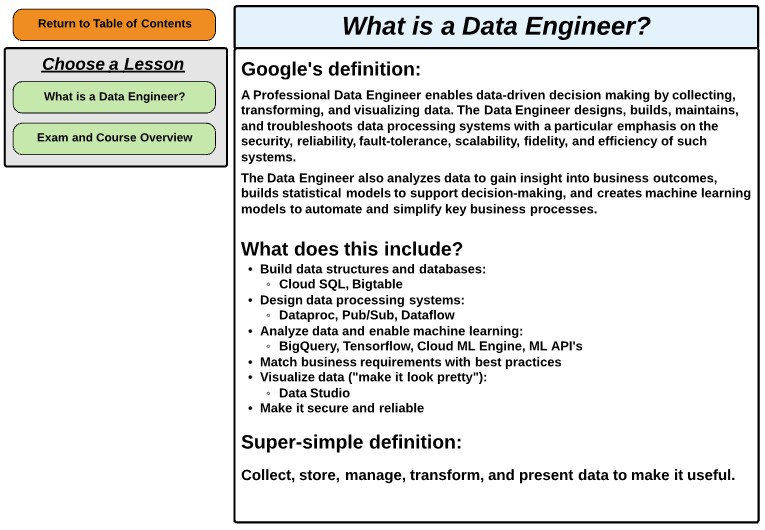 Return to Table of Contents
Choose a Lesson
What is a Data Engineer?
Exam and Course Overview
What is a Data Engineer?
Google's definition:
A Professional Data Engineer enables data-driven decision making by collecting,
transforming, and visualizing data. The Data Engineer designs, builds, maintains,
and troubleshoots data processing systems with a particular emphasis on the
security, reliability, fault-tolerance, scalability, fidelity, and efficiency of such
systems.
The Data Engineer also analyzes data to gain insight into business outcomes,
builds statistical models to support decision-making, and creates machine learning
models to automate and simplify key business processes.
What does this include?
• Build data structures and databases:
◦ Cloud SQL, Bigtable
• Design data processing systems:
◦ Dataproc, Pub/Sub, Dataflow
• Analyze data and enable machine learning:
◦ BigQuery, Tensorflow, Cloud ML Engine, ML API's
• Match business requirements with best practices
• Visualize data ("make it look pretty"):
◦ Data Studio
• Make it secure and reliable
Super-simple definition:
Collect, store, manage, transform, and present data to make it useful.